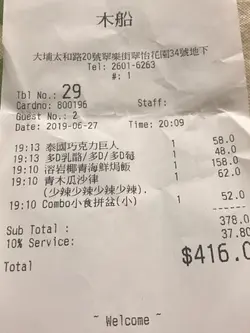 木船
大埔太和路20號翠樂街翠怡花園34號地下
Tel: 2601-6263
#: 1
Tbl No.: 29
Cardno: 800196 Staff:
Guest No.: 2
Date: 2019-06-27 Time: 20:09
19:13 泰國巧克力巨人 1 58.0
19:13 多D乳酪/多D/多D莓 1 48.0
19:10 溶岩椰青海鮮焗飯 1 158.0
19:10 青木瓜沙律 1 62.0
(少辣少辣少辣少辣).
19:10 Combo小食拼盆(小) 1 52.0
Sub Total : 378.0
10% Service: 37.80
Total $416.0
~ Welcome ~